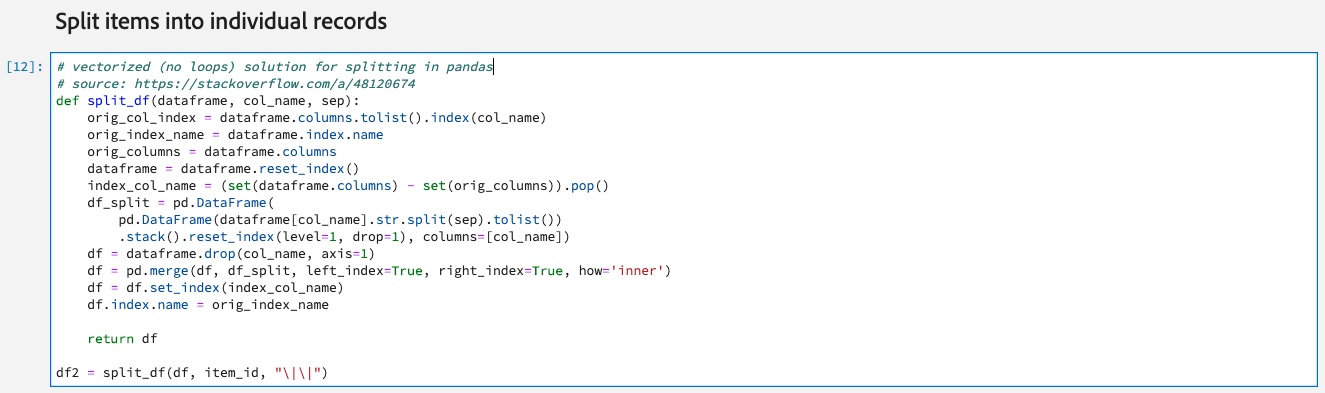 Split items into individual records
[12]: # vectorized (no loops) solution for splitting in pandas
# source: https://stackoverflow.com/a/48120674
def split_df(dataframe, col_name, sep):
    orig_col_index = dataframe.columns.tolist().index(col_name)
    orig_index_name = dataframe.index.name
    orig_columns = dataframe.columns
    dataframe = dataframe.reset_index()
    index_col_name = (set(dataframe.columns) - set(orig_columns)).pop()
    df_split = pd.DataFrame(
        pd.DataFrame(dataframe[col_name].str.split(sep).tolist())
        .stack().reset_index(level=1, drop=1), columns=[col_name])
    df = dataframe.drop(col_name, axis=1)
    df = pd.merge(df, df_split, left_index=True, right_index=True, how='inner')
    df = df.set_index(index_col_name)
    df.index.name = orig_index_name
    return df
df2 = split_df(df, item_id, "\|\|")